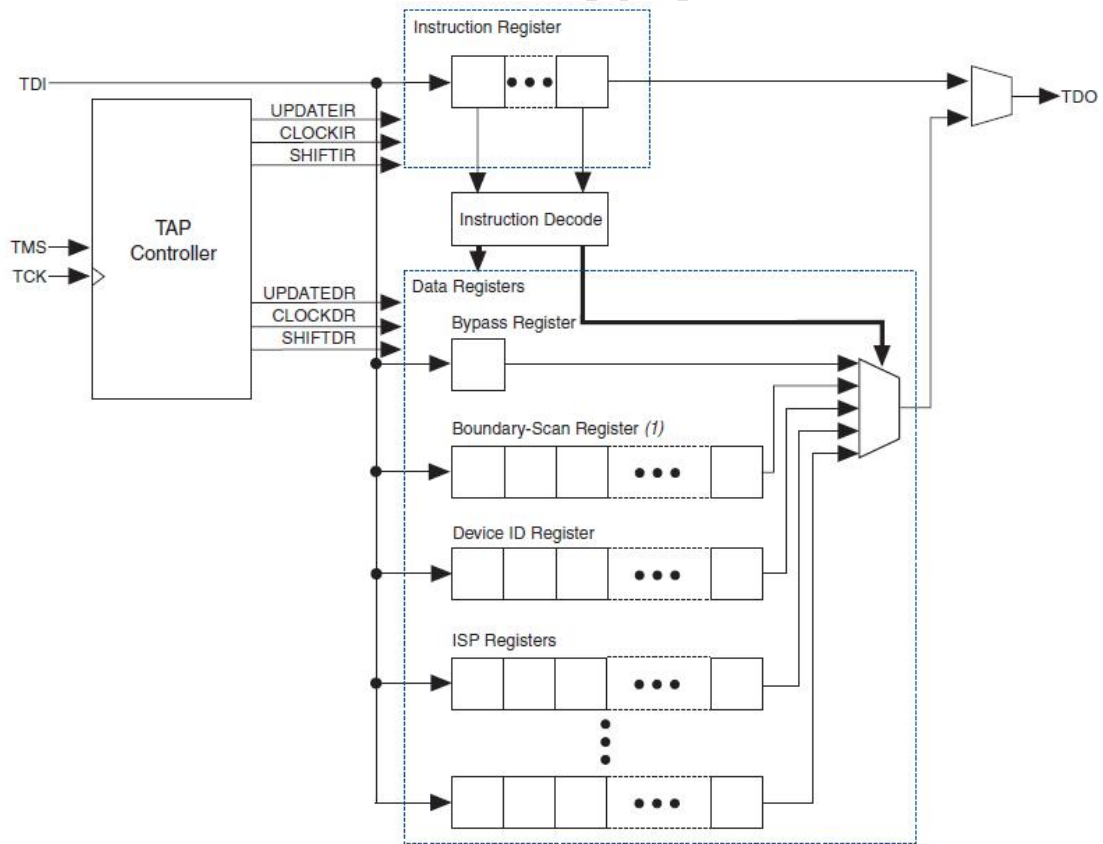 Instruction Register
TDI
TDO
UPDATEIR
CLOCKIR
SHIFTIR
TAP
Controller
Instruction Decode
TMS
TCK
UPDATEDR
CLOCKDR
SHIFTDR
Data Registers
Bypass Register
Boundary-Scan Register (1)
Device ID Register
ISP Registers